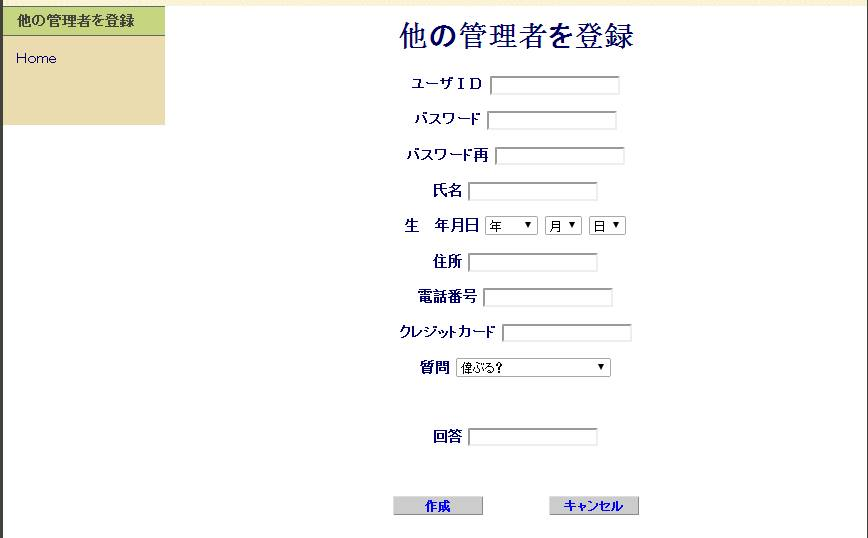 他の管理者を登録
Home
他の管理者を登録
ユーザＩＤ
パスワード
パスワード再
氏名
生　年月日 年 月 日
住所
電話番号
クレジットカード
質問 偉ぶる?
回答
作成 キャンセル